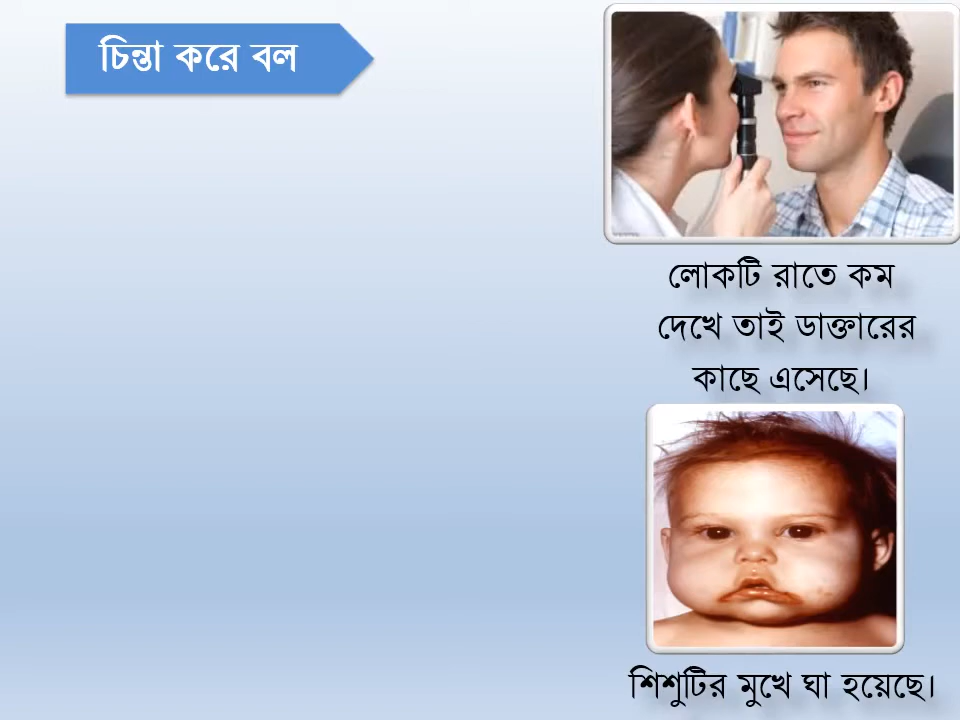 চিন্তা করে বল
লোকটি রাতে কম
দেখে তাই ডাক্তারের
কাছে এসেছে।
শিশুটির মুখে ঘা হয়েছে।